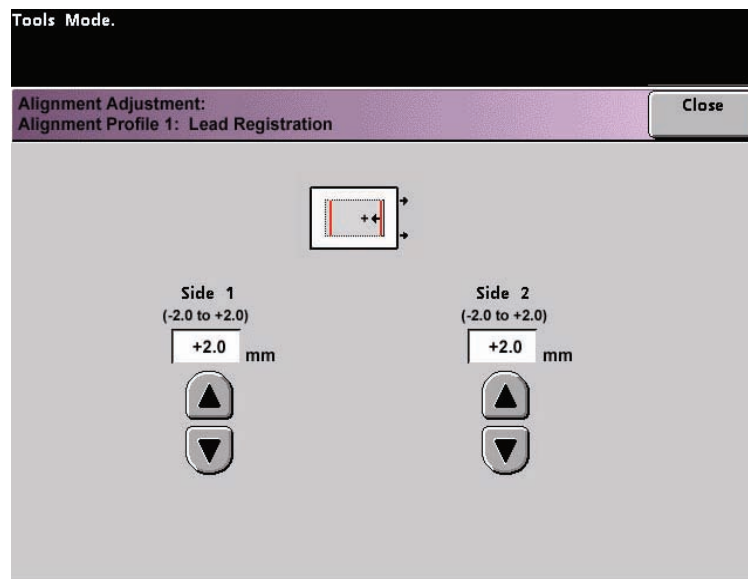 Tools Mode.
Alignment Adjustment:
Close
Alignment Profile 1: Lead Registration
Side 1
Side 2
(-2.0 to +2.0)
(-2.0 to +2.0)
+2.0 mm
+2.0 mm